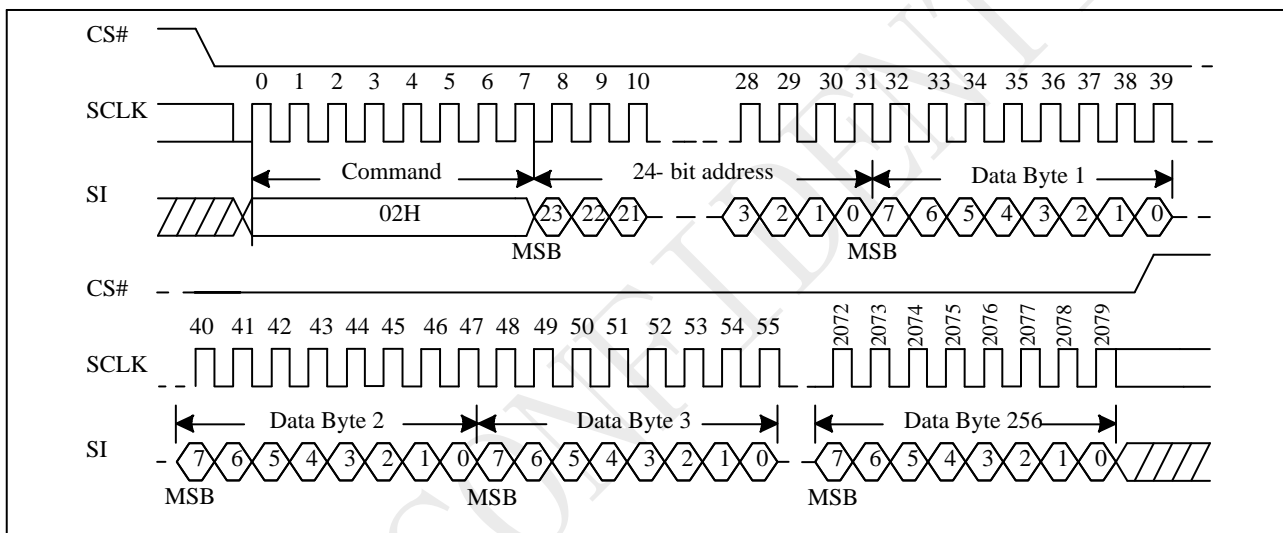 CS#
0 1 2 3 4 5 6 7 8 9 10 28 29 30 31 32 33 34 35 36 37 38 39
SCLK
Command 24- bit address Data Byte 1
SI
02H 23 22 21 3 2 1 0 7 6 5 4 3 2 1 0
MSB MSB
CS#
40 41 42 43 44 45 46 47 48 49 50 51 52 53 54 55 2072 2073 2074 2075 2076 2077 2078 2079
SCLK
Data Byte 2 Data Byte 3 Data Byte 256
SI
7 6 5 4 3 2 1 0 7 6 5 4 3 2 1 0 7 6 5 4 3 2 1 0
MSB MSB MSB
CONFIDENT